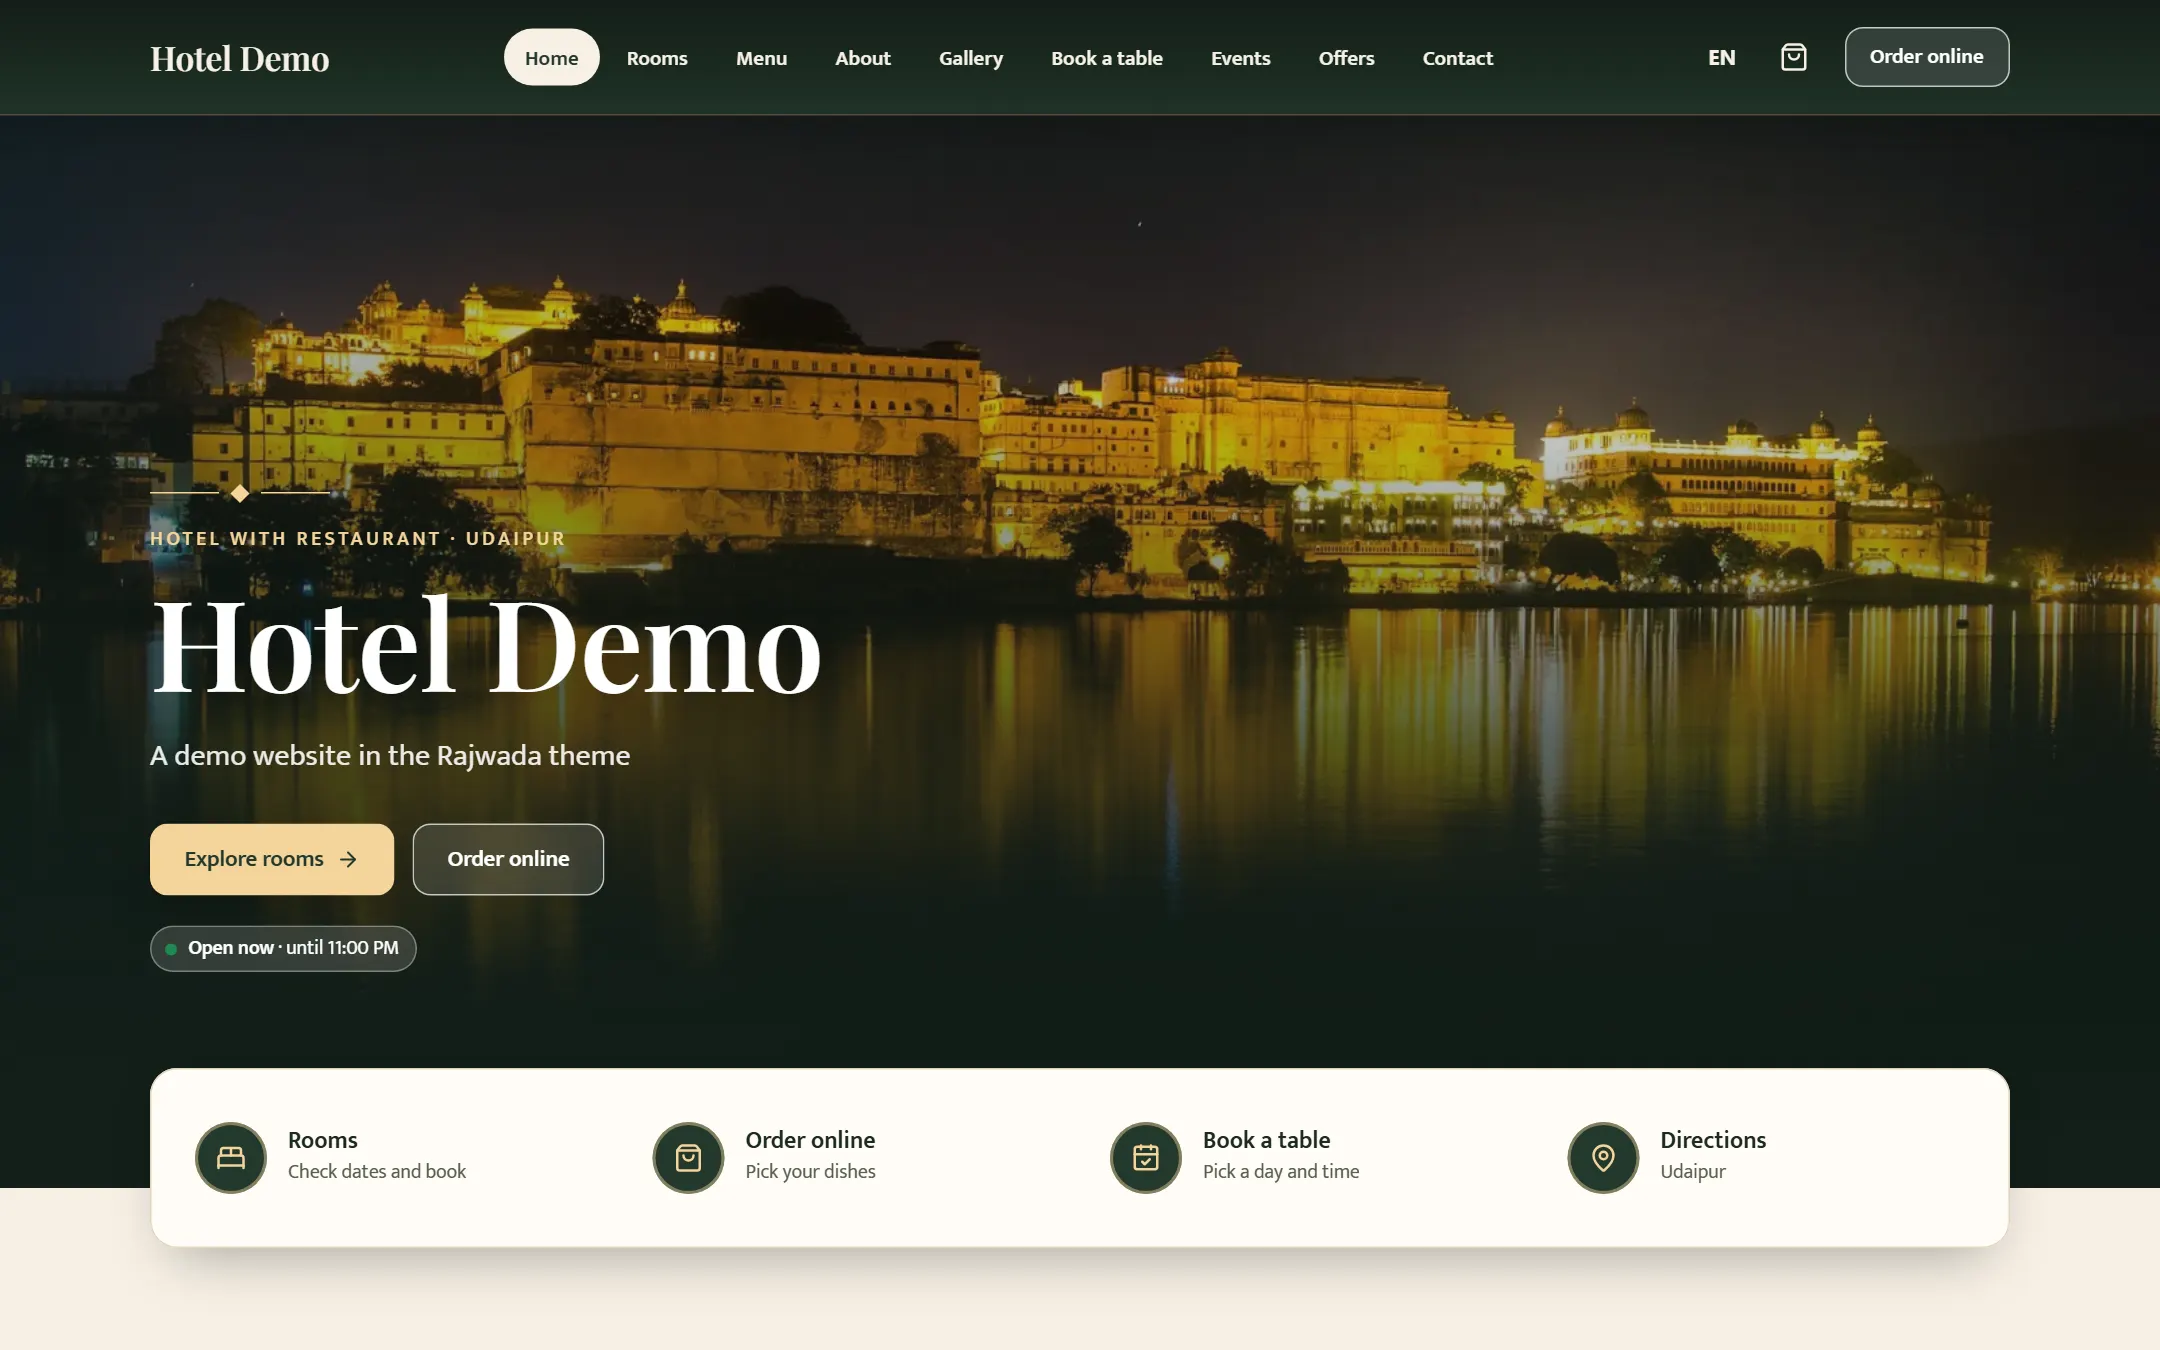 Hotel Demo
Home Rooms Menu About Gallery Book a table Events Offers Contact EN Order online
HOTEL WITH RESTAURANT · UDAIPUR
Hotel Demo
A demo website in the Rajwada theme
Explore rooms → Order online
Open now · until 11:00 PM
Rooms
Check dates and book
Order online
Pick your dishes
Book a table
Pick a day and time
Directions
Udaipur